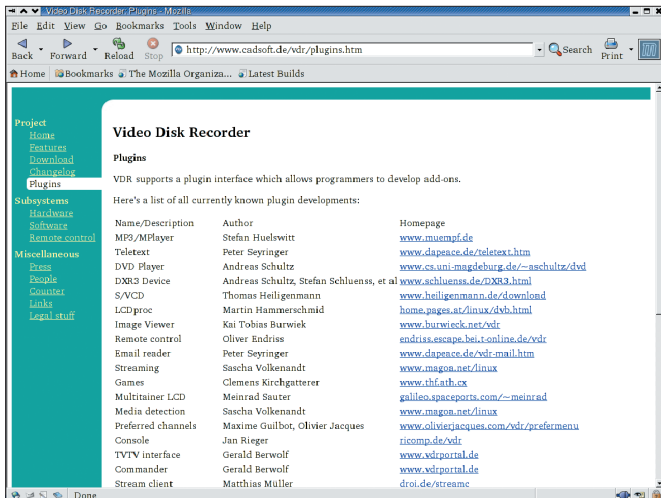 Video Disk Recorder: Plugins - Mozilla
File Edit View Go Bookmarks Tools Window Help
Back Forward Reload Stop http://www.cadsoft.de/vdr/plugins.htm Search Print
Home Bookmarks The Mozilla Organiza... Latest Builds
Project
Home
Features
Download
Changelog
Plugins
Subsystems
Hardware
Software
Remote control
Miscellaneous
Press
People
Counter
Links
Legal stuff
Video Disk Recorder
Plugins
VDR supports a plugin interface which allows programmers to develop add-ons.
Here's a list of all currently known plugin developments:
Name/Description Author Homepage
MP3/MPlayer Stefan Huelswitt www.muempf.de
Teletext Peter Seyringer www.dapeace.de/teletext.htm
DVD Player Andreas Schultz www.cs.uni-magdeburg.de/~aschultz/dvd
DXR3 Device Andreas Schultz, Stefan Schluenss, et al www.schluenss.de/DXR3.html
S/VCD Thomas Heiligenmann www.heiligenmann.de/download
LCDproc Martin Hammerschmid home.pages.at/linux/dvb.html
Image Viewer Kai Tobias Burwiek www.burwieck.net/vdr
Remote control Oliver Endriss endriss.escape.bei.t-online.de/vdr
Email reader Peter Seyringer www.dapeace.de/vdr-mail.htm
Streaming Sascha Volkenandt www.magoa.net/linux
Games Clemens Kirchgatterer www.thf.ath.cx
Multitainer LCD Meinrad Sauter galileo.spaceports.com/~meinrad
Media detection Sascha Volkenandt www.magoa.net/linux
Preferred channels Maxime Guilbot, Olivier Jacques www.olivierjacques.com/vdr/prefermenu
Console Jan Rieger ricomp.de/vdr
TVTV interface Gerald Berwolf www.vdrportal.de
Commander Gerald Berwolf www.vdrportal.de
Stream client Matthias Müller droi.de/streamc
Done